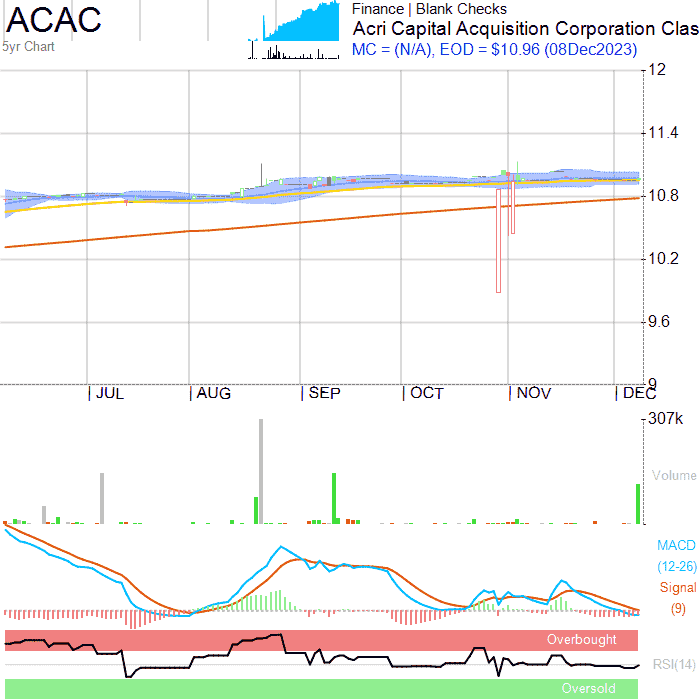 ACAC
5yr Chart
Finance | Blank Checks
Acri Capital Acquisition Corporation Clas
MC = (N/A), EOD = $10.96 (08Dec2023)
12
11.4
10.8
10.2
9.6
9
JUL AUG SEP OCT NOV DEC
307k
Volume
MACD
(12-26)
Signal
(9)
Overbought
RSI(14)
Oversold